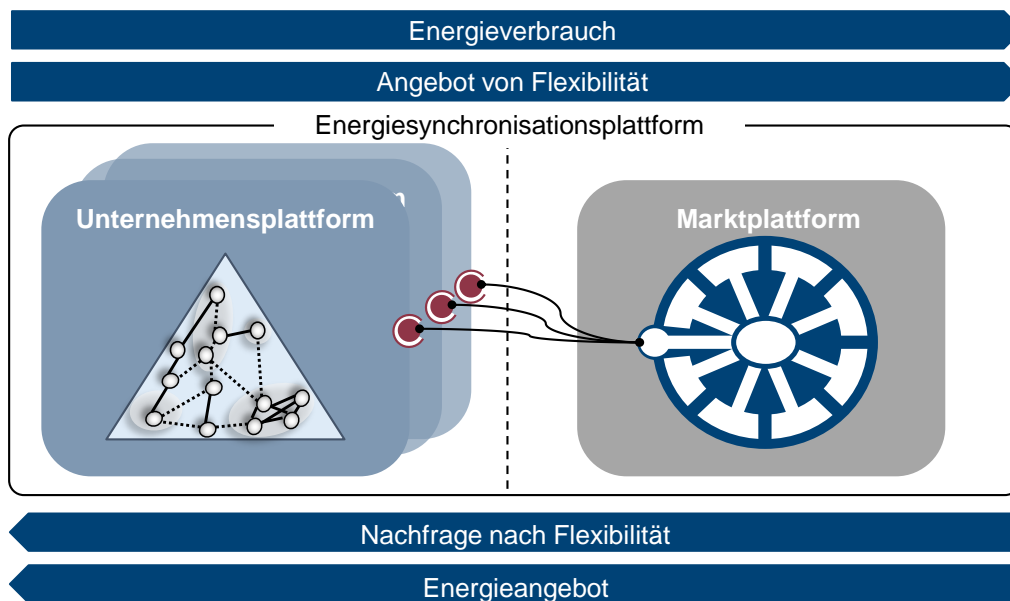 Energieverbrauch
Angebot von Flexibilität
Energiesynchronisationsplattform
Unternehmensplattform
Marktplattform
Nachfrage nach Flexibilität
Energieangebot